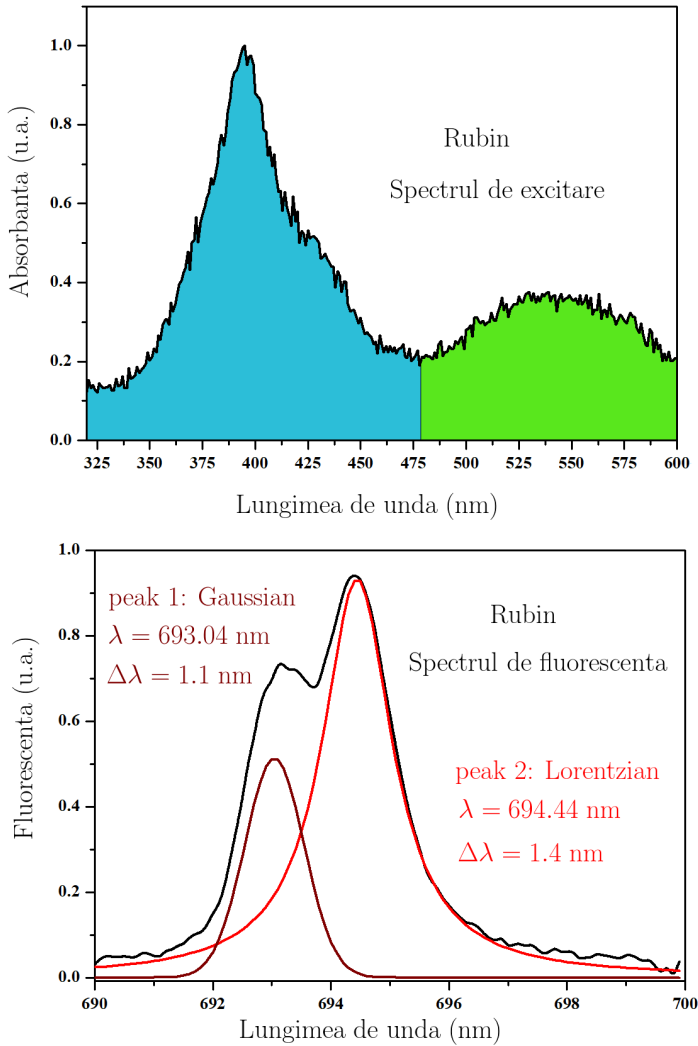 1.0
0.8
0.6
0.4
0.2
0.0
Absorbanta (u.a.)
Rubin
Spectrul de excitare
325 350 375 400 425 450 475 500 525 550 575 600
Lungimea de unda (nm)
1.0
0.8
0.6
0.4
0.2
0.0
Fluorescenta (u.a.)
peak 1: Gaussian
λ = 693.04 nm
Δλ = 1.1 nm
Rubin
Spectrul de fluorescenta
peak 2: Lorentzian
λ = 694.44 nm
Δλ = 1.4 nm
690 692 694 696 698 700
Lungimea de unda (nm)